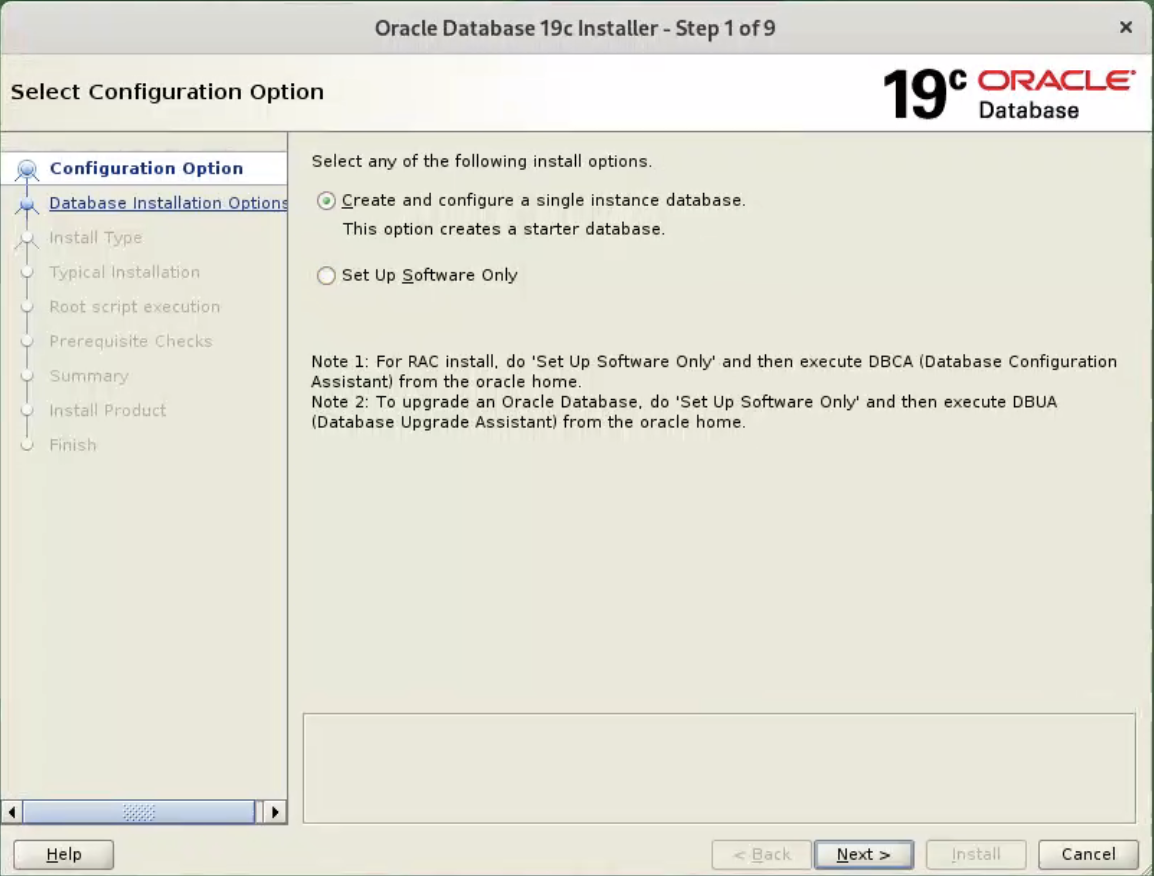 Oracle Database 19c Installer - Step 1 of 9
Select Configuration Option
19c ORACLE
Database
Configuration Option
Database Installation Options
Install Type
Typical Installation
Root script execution
Prerequisite Checks
Summary
Install Product
Finish
Select any of the following install options.
Create and configure a single instance database.
This option creates a starter database.
Set Up Software Only
Note 1: For RAC install, do 'Set Up Software Only' and then execute DBCA (Database Configuration
Assistant) from the oracle home.
Note 2: To upgrade an Oracle Database, do 'Set Up Software Only' and then execute DBUA
(Database Upgrade Assistant) from the oracle home.
Help
< Back
Next >
Install
Cancel